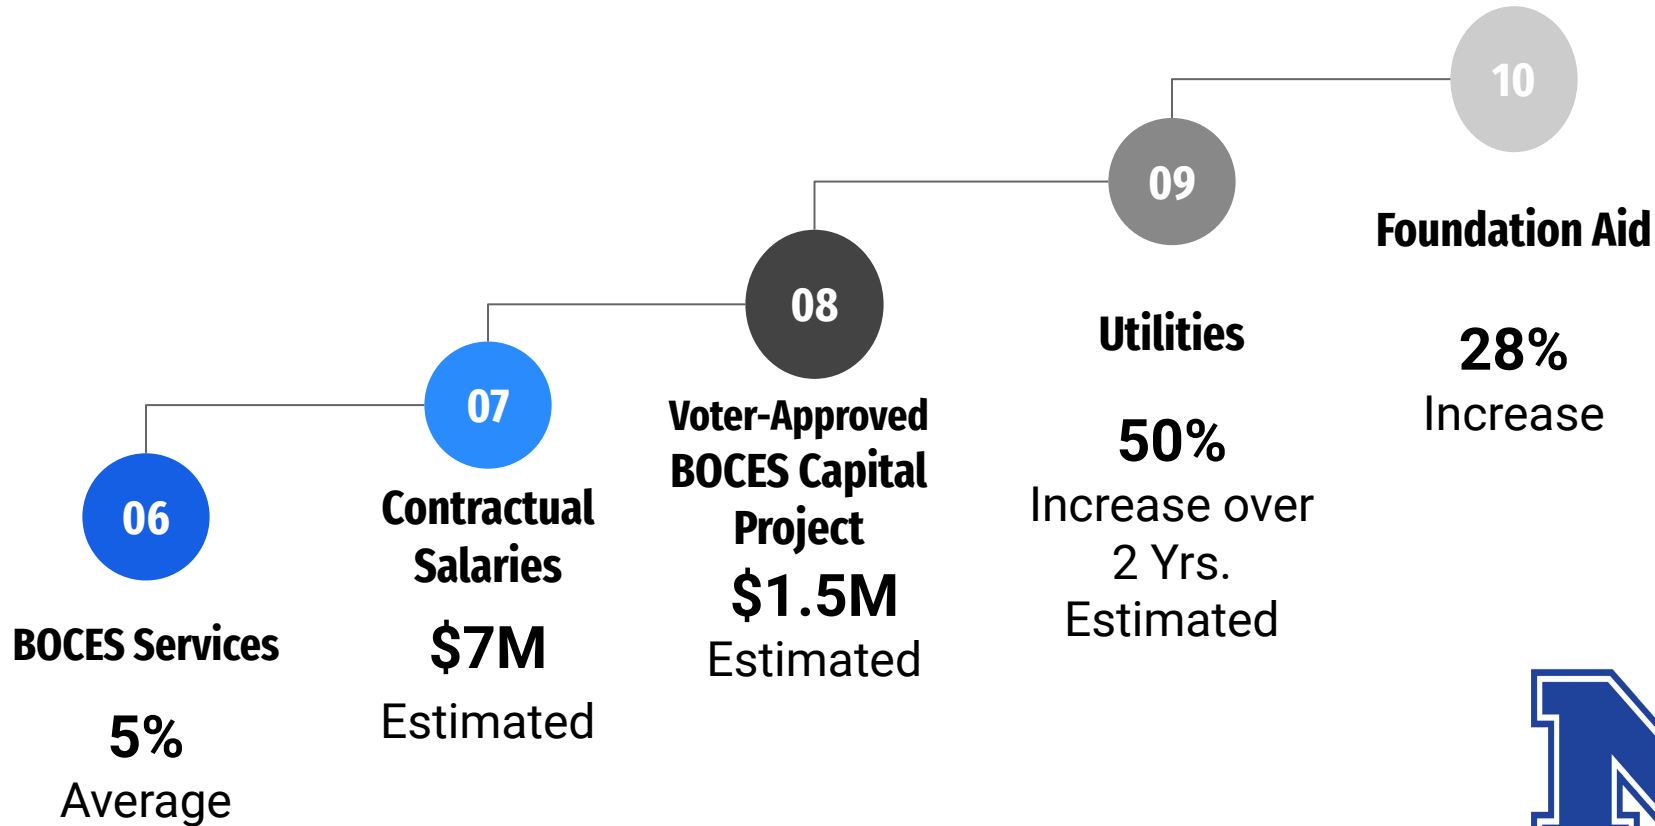 06
BOCES Services
5%
Average
07
Contractual
Salaries
$7M
Estimated
08
Voter-Approved
BOCES Capital
Project
$1.5M
Estimated
09
Utilities
50%
Increase over
2 Yrs.
Estimated
10
Foundation Aid
28%
Increase
N